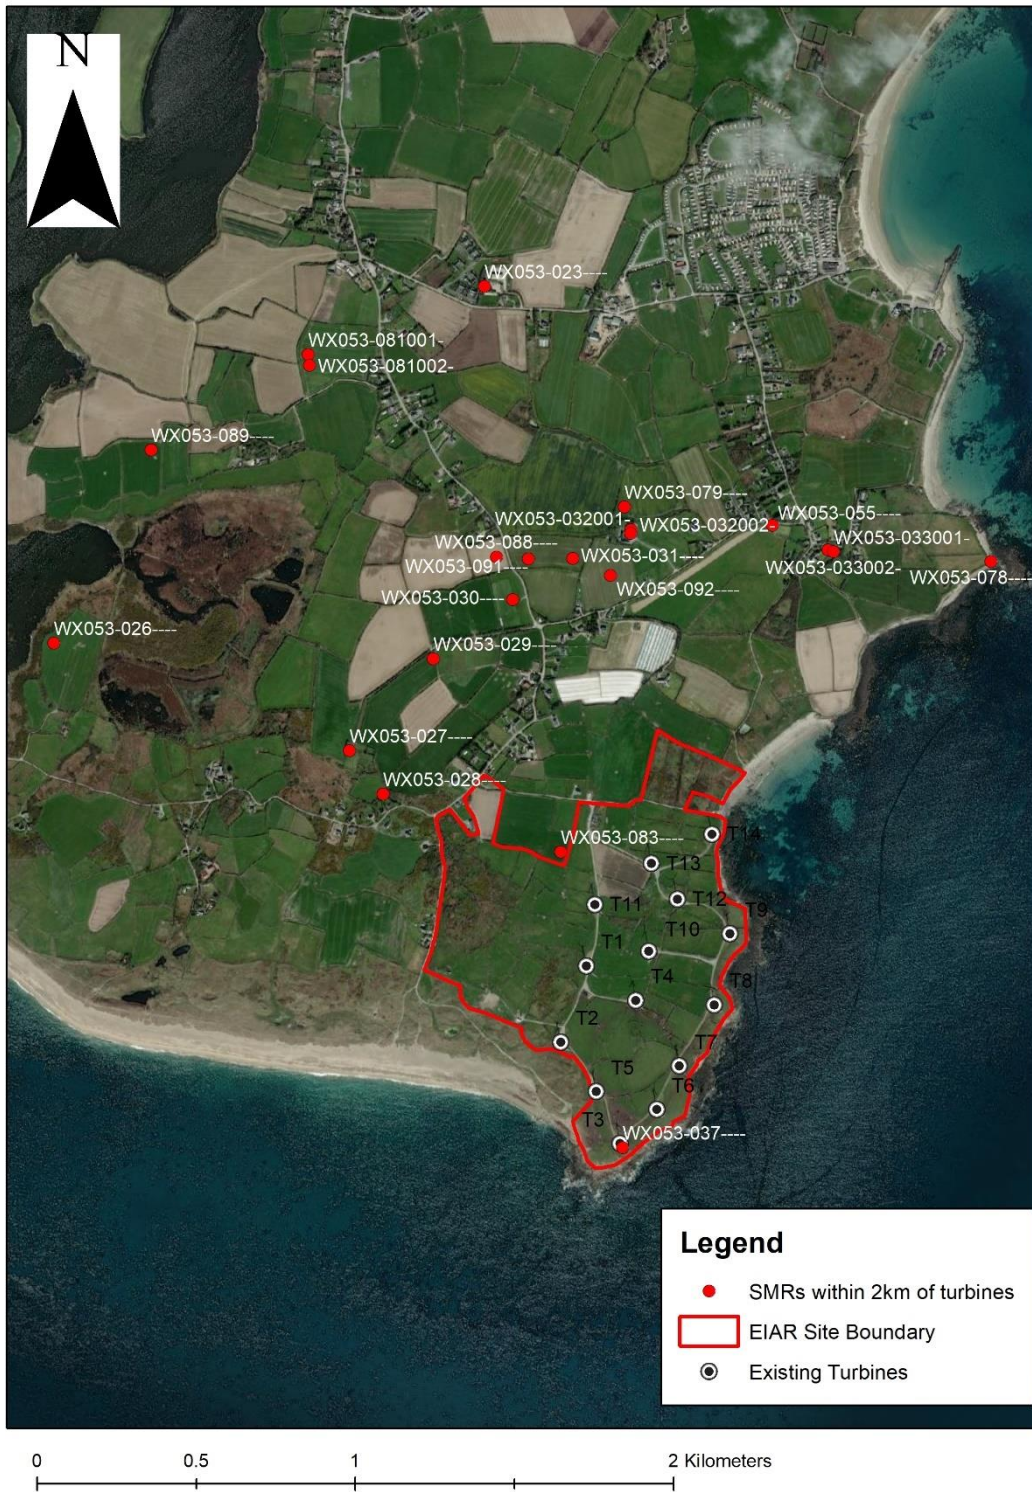 N
WX053-023----
WX053-081001-
WX053-081002-
WX053-089----
WX053-079----
WX053-032001-
WX053-032002-
WX053-055----
WX053-088----
WX053-031----
WX053-033001-
WX053-091----
WX053-033002-
WX053-078----
WX053-092----
WX053-030----
WX053-026----
WX053-029----
WX053-027----
WX053-028----
WX053-083----
T14
T13
T12
T11
T9
T10
T1
T4
T8
T2
T7
T5
T6
T3
WX053-037----
Legend
SMRs within 2km of turbines
EIAR Site Boundary
Existing Turbines
0 0.5 1 2 Kilometers